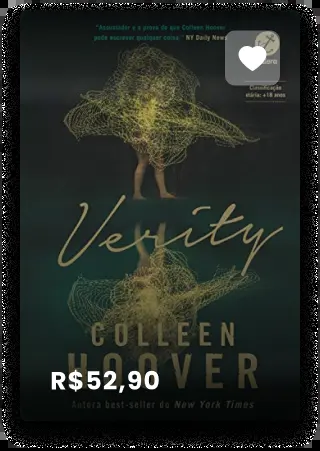 "Assustador e a prova de que Colleen Hoover
pode escrever qualquer coisa." NY Daily News
Classificação
etária: +18 anos
Verity
COLLEEN
HOOVER
R$52,90
Autora best-seller do New York Times